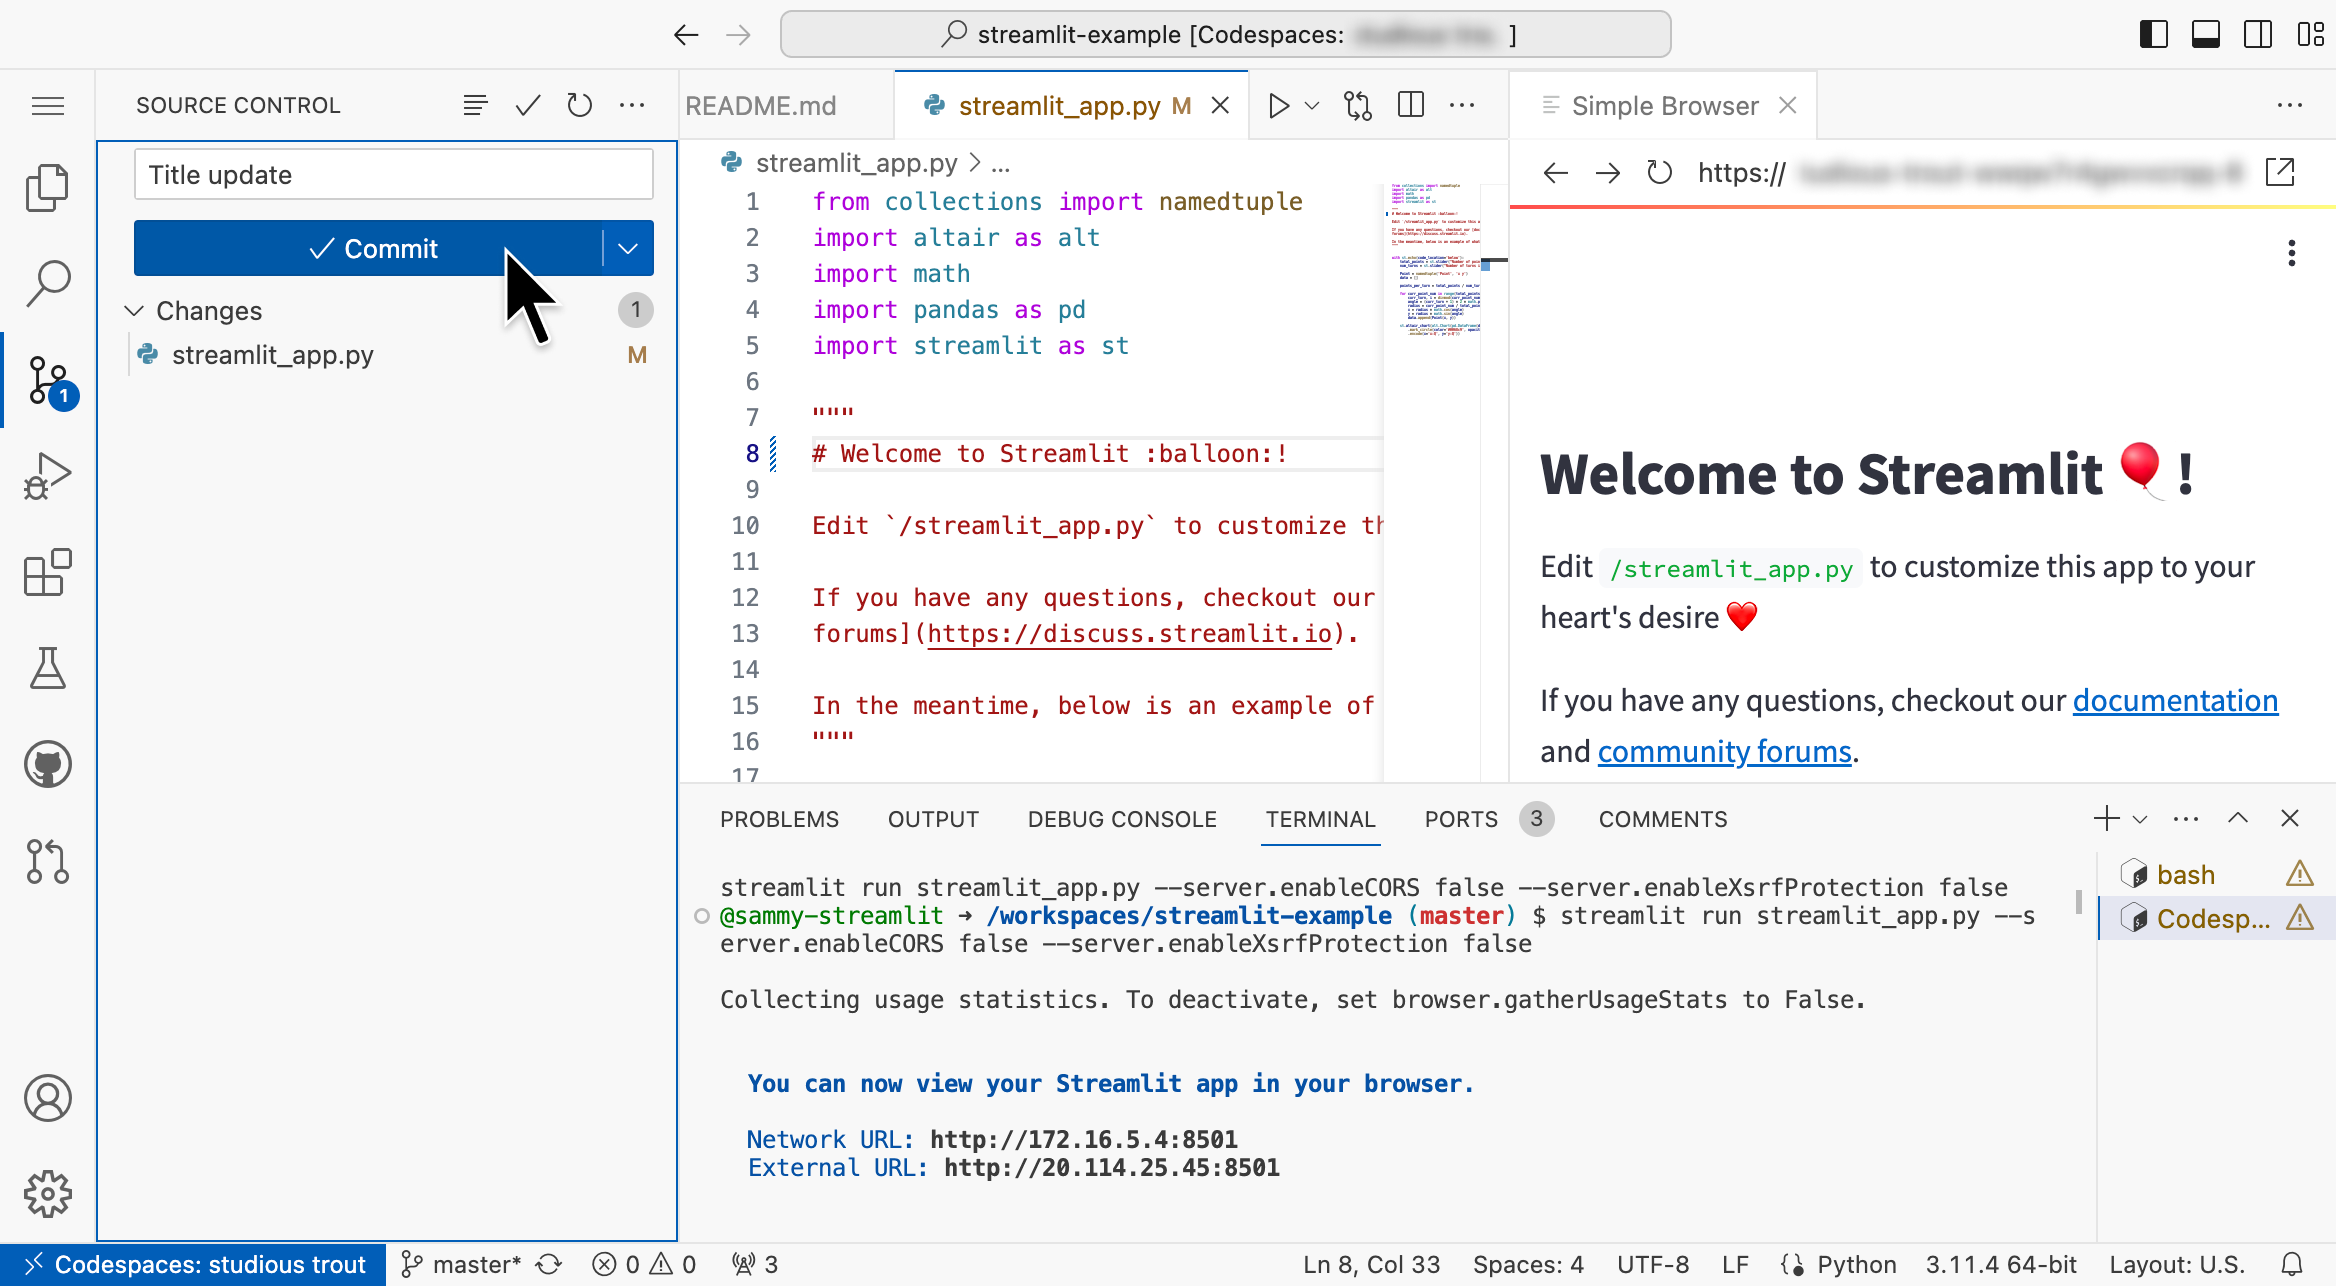 streamlit-example [Codespaces: ]
SOURCE CONTROL
Title update
Commit
Changes
1
streamlit_app.py
M
1
README.md
streamlit_app.py M
streamlit_app.py > ...
1 from collections import namedtuple
2 import altair as alt
3 import math
4 import pandas as pd
5 import streamlit as st
6
7 """
8 # Welcome to Streamlit :balloon:!
9
10 Edit `/streamlit_app.py` to customize th
11
12 If you have any questions, checkout our
13 forums](https://discuss.streamlit.io).
14
15 In the meantime, below is an example of
16 """
17
Simple Browser
https://
Welcome to Streamlit 🎈!
Edit /streamlit_app.py to customize this app to your
heart's desire ❤️
If you have any questions, checkout our documentation
and community forums.
PROBLEMS OUTPUT DEBUG CONSOLE TERMINAL PORTS 3 COMMENTS
streamlit run streamlit_app.py --server.enableCORS false --server.enableXsrfProtection false
@sammy-streamlit ➜ /workspaces/streamlit-example (master) $ streamlit run streamlit_app.py --s
erver.enableCORS false --server.enableXsrfProtection false
Collecting usage statistics. To deactivate, set browser.gatherUsageStats to False.
You can now view your Streamlit app in your browser.
Network URL: http://172.16.5.4:8501
External URL: http://20.114.25.45:8501
bash
Codesp...
Codespaces: studious trout master* 0 0 3 Ln 8, Col 33 Spaces: 4 UTF-8 LF Python 3.11.4 64-bit Layout: U.S.